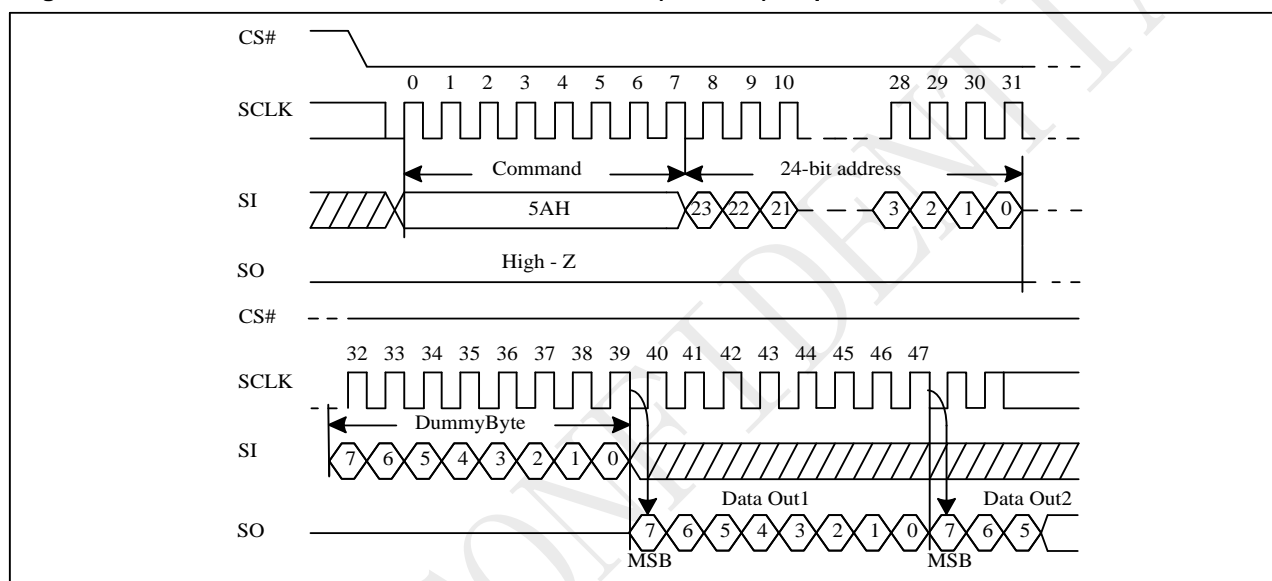 CS#
0 1 2 3 4 5 6 7 8 9 10 28 29 30 31
SCLK
Command 24-bit address
SI 5AH 23 22 21 3 2 1 0
SO High - Z
CS#
32 33 34 35 36 37 38 39 40 41 42 43 44 45 46 47
SCLK
DummyByte
SI 7 6 5 4 3 2 1 0
Data Out1 Data Out2
SO 7 6 5 4 3 2 1 0 7 6 5
MSB MSB